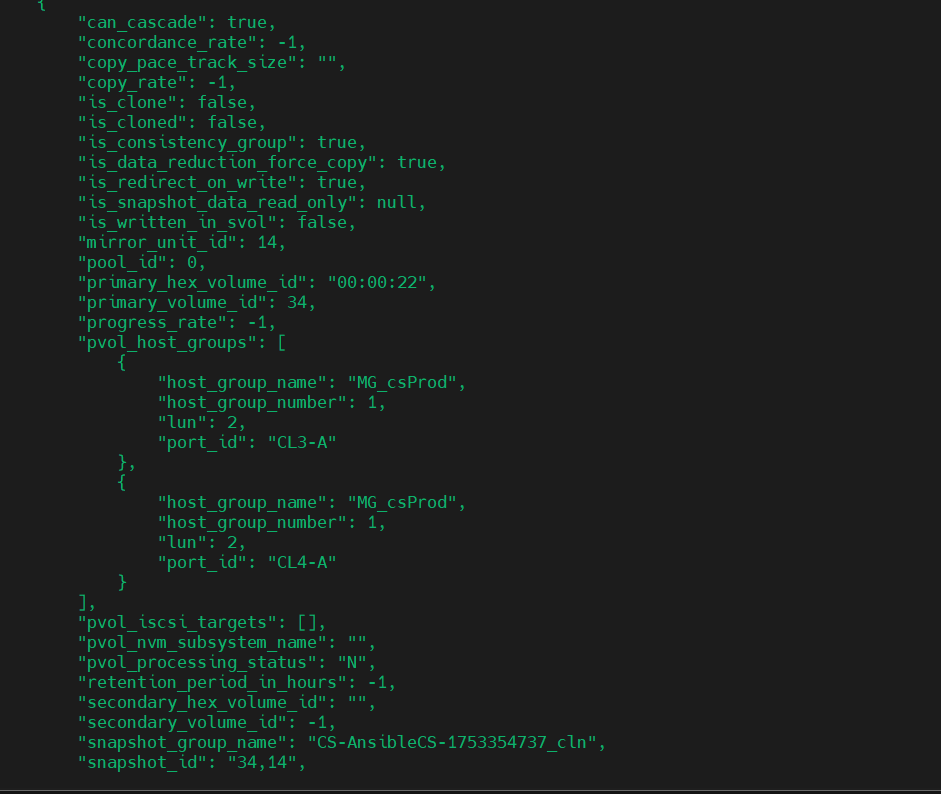 {
"can_cascade": true,
"concordance_rate": -1,
"copy_pace_track_size": "",
"copy_rate": -1,
"is_clone": false,
"is_cloned": false,
"is_consistency_group": true,
"is_data_reduction_force_copy": true,
"is_redirect_on_write": true,
"is_snapshot_data_read_only": null,
"is_written_in_svol": false,
"mirror_unit_id": 14,
"pool_id": 0,
"primary_hex_volume_id": "00:00:22",
"primary_volume_id": 34,
"progress_rate": -1,
"pvol_host_groups": [
{
"host_group_name": "MG_csProd",
"host_group_number": 1,
"lun": 2,
"port_id": "CL3-A"
},
{
"host_group_name": "MG_csProd",
"host_group_number": 1,
"lun": 2,
"port_id": "CL4-A"
}
],
"pvol_iscsi_targets": [],
"pvol_nvm_subsystem_name": "",
"pvol_processing_status": "N",
"retention_period_in_hours": -1,
"secondary_hex_volume_id": "",
"secondary_volume_id": -1,
"snapshot_group_name": "CS-AnsibleCS-1753354737_cln",
"snapshot_id": "34,14",